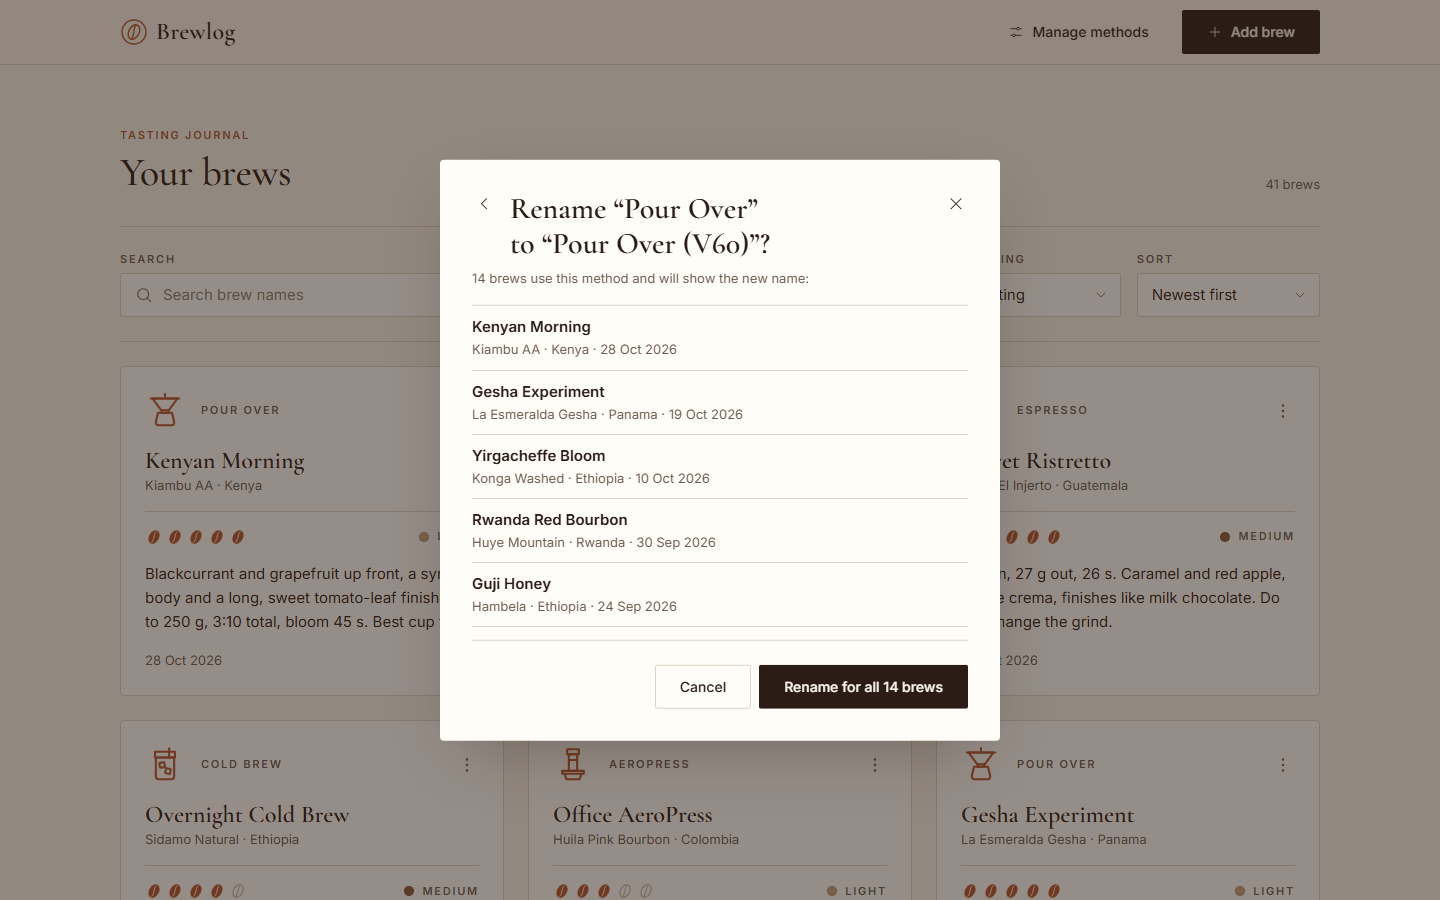 Brewlog
Manage methods
Add brew
TASTING JOURNAL
Your brews
41 brews
SEARCH
SORT
Search brew names
Newest first
Rename “Pour Over”
to “Pour Over (V60)”?
14 brews use this method and will show the new name:
Kenyan Morning
Kiambu AA · Kenya · 28 Oct 2026
Gesha Experiment
La Esmeralda Gesha · Panama · 19 Oct 2026
Yirgacheffe Bloom
Konga Washed · Ethiopia · 10 Oct 2026
Rwanda Red Bourbon
Huye Mountain · Rwanda · 30 Sep 2026
Guji Honey
Hambela · Ethiopia · 24 Sep 2026
Cancel
Rename for all 14 brews
POUR OVER
Kenyan Morning
Kiambu AA · Kenya
Blackcurrant and grapefruit up front, a
body and a long, sweet tomato-leaf finish
to 250 g, 3:10 total, bloom 45 s. Best cup
28 Oct 2026
ESPRESSO
Ristretto
El Injerto · Guatemala
MEDIUM
27 g out, 26 s. Caramel and red apple,
crema, finishes like milk chocolate. Do
the grind.
2026
COLD BREW
Overnight Cold Brew
Sidamo Natural · Ethiopia
MEDIUM
AEROPRESS
Office AeroPress
Huila Pink Bourbon · Colombia
LIGHT
POUR OVER
Gesha Experiment
La Esmeralda Gesha · Panama
LIGHT